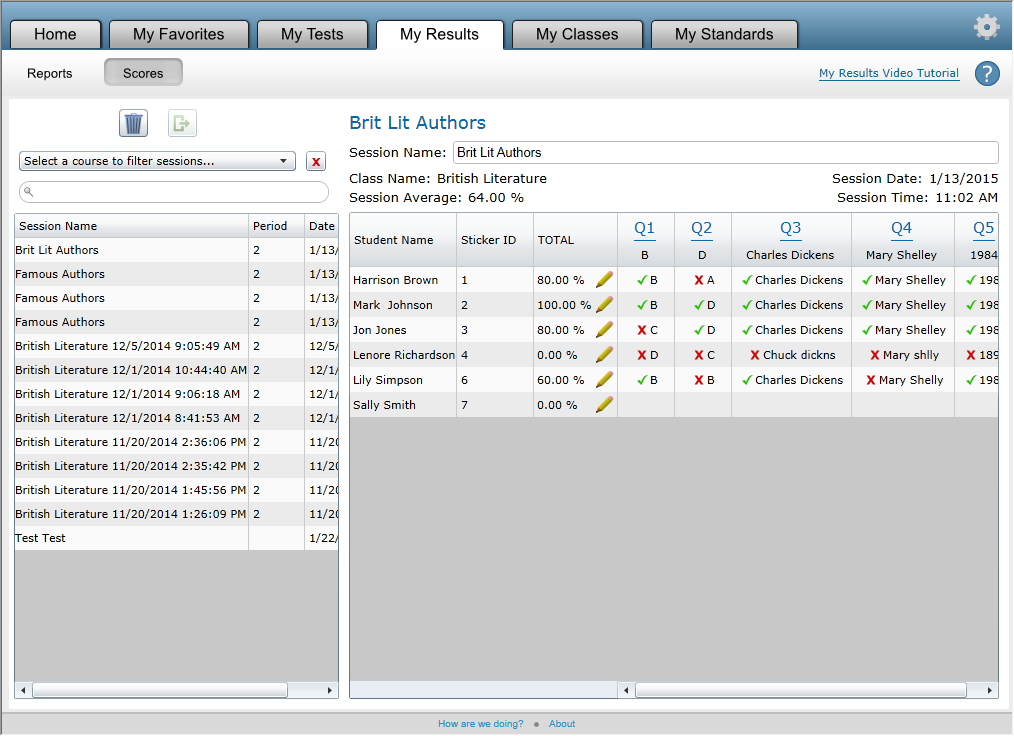 Home My Favorites My Tests My Results My Classes My Standards
Reports Scores My Results Video Tutorial ?
Select a course to filter sessions... X
Session Name Period Date
Brit Lit Authors 2 1/13/
Famous Authors 2 1/13/
Famous Authors 2 1/13/
Famous Authors 2 1/13/
British Literature 12/5/2014 9:05:49 AM 2 12/5/
British Literature 12/1/2014 10:44:40 AM 2 12/1/
British Literature 12/1/2014 9:06:18 AM 2 12/1/
British Literature 12/1/2014 8:41:53 AM 2 12/1/
British Literature 11/20/2014 2:36:06 PM 2 11/20
British Literature 11/20/2014 2:35:42 PM 2 11/20
British Literature 11/20/2014 1:45:56 PM 2 11/20
British Literature 11/20/2014 1:26:09 PM 2 11/20
Test Test 1/22/
Brit Lit Authors
Session Name: Brit Lit Authors
Class Name: British Literature Session Date: 1/13/2015
Session Average: 64.00 % Session Time: 11:02 AM
Student Name Sticker ID TOTAL Q1 Q2 Q3 Q4 Q5
B D Charles Dickens Mary Shelley 1984
Harrison Brown 1 80.00 % ✓ B X A ✓ Charles Dickens ✓ Mary Shelley ✓ 198
Mark Johnson 2 100.00 % ✓ B ✓ D ✓ Charles Dickens ✓ Mary Shelley ✓ 198
Jon Jones 3 80.00 % X C ✓ D ✓ Charles Dickens ✓ Mary Shelley ✓ 198
Lenore Richardson 4 0.00 % X D X C X Chuck dickns X Mary shlly X 189
Lily Simpson 6 60.00 % ✓ B X B ✓ Charles Dickens X Mary Shelly ✓ 198
Sally Smith 7 0.00 %
How are we doing? ● About